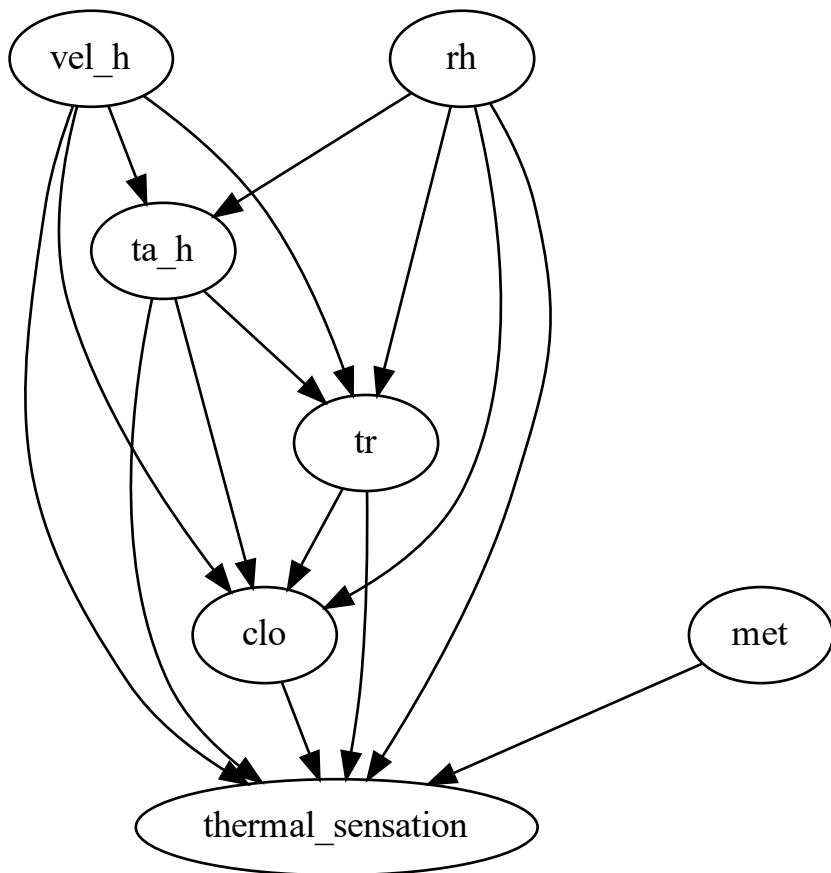 vel_h
rh
ta_h
tr
clo
met
thermal_sensation